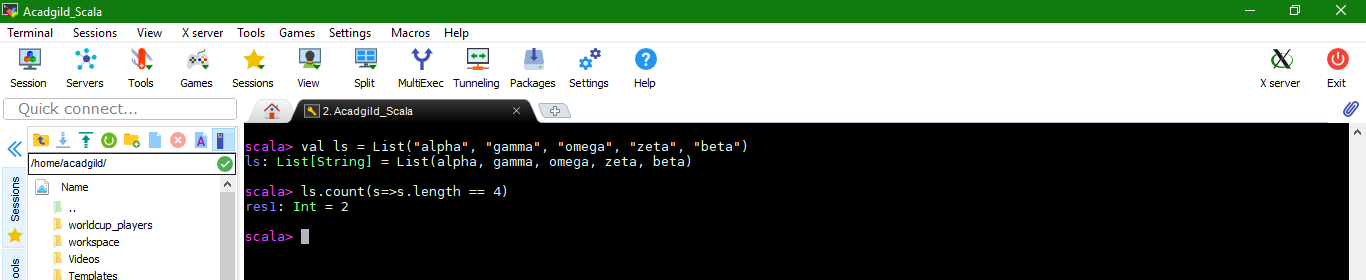 Acadgild_Scala
Terminal Sessions View X server Tools Games Settings Macros Help
Session Servers Tools Games Sessions View Split MultiExec Tunneling Packages Settings Help X server Exit
Quick connect...
2. Acadgild_Scala
/home/acadgild/
Name
..
worldcup_players
workspace
Videos
Templates
Sessions
ools
scala> val ls = List("alpha", "gamma", "omega", "zeta", "beta")
ls: List[String] = List(alpha, gamma, omega, zeta, beta)
scala> ls.count(s=>s.length == 4)
res1: Int = 2
scala>